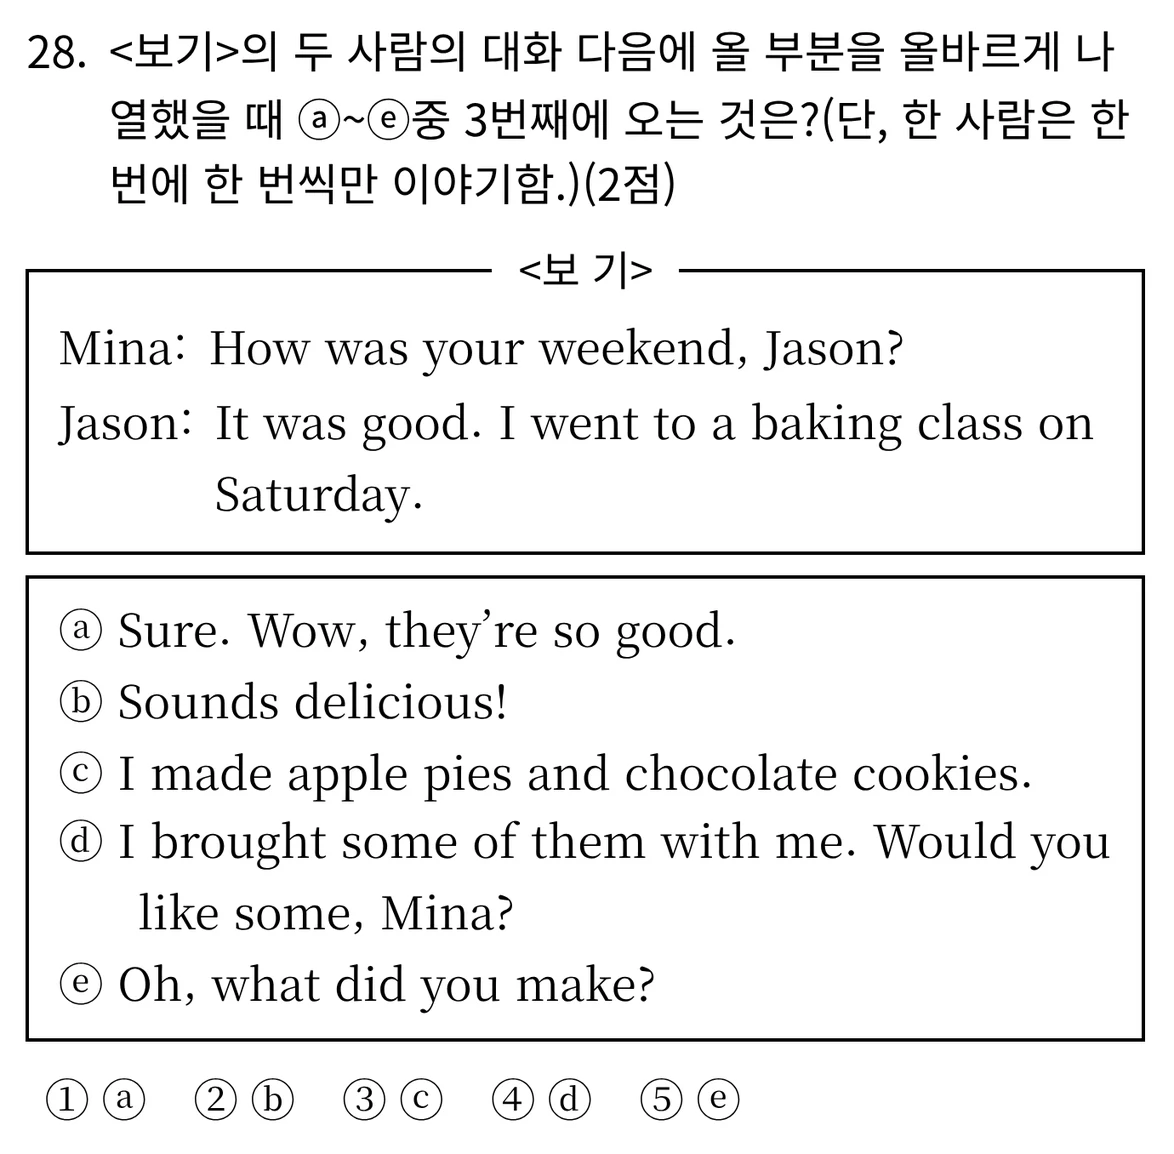 28. <보기>의 두 사람의 대화 다음에 올 부분을 올바르게 나
열했을 때 ⓐ~ⓔ중 3번째에 오는 것은?(단, 한 사람은 한
번에 한 번씩만 이야기함.)(2점)
<보 기>
Mina: How was your weekend, Jason?
Jason: It was good. I went to a baking class on
Saturday.
ⓐ Sure. Wow, they’re so good.
ⓑ Sounds delicious!
ⓒ I made apple pies and chocolate cookies.
ⓓ I brought some of them with me. Would you
like some, Mina?
ⓔ Oh, what did you make?
① ⓐ ② ⓑ ③ ⓒ ④ ⓓ ⑤ ⓔ